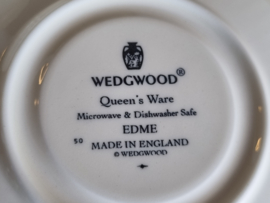 WEDGWOOD®
Queen's Ware
Microwave & Dishwasher Safe
EDME
50
MADE IN ENGLAND
© WEDGWOOD